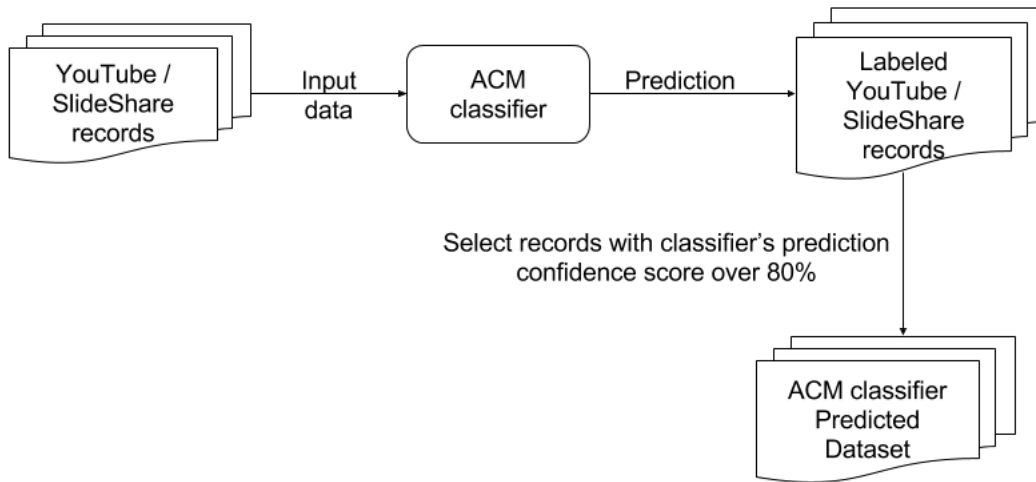 YouTube /
SlideShare
records
Input
data
ACM
classifier
Prediction
Labeled
YouTube /
SlideShare
records
Select records with classifier’s prediction
confidence score over 80%
ACM classifier
Predicted
Dataset